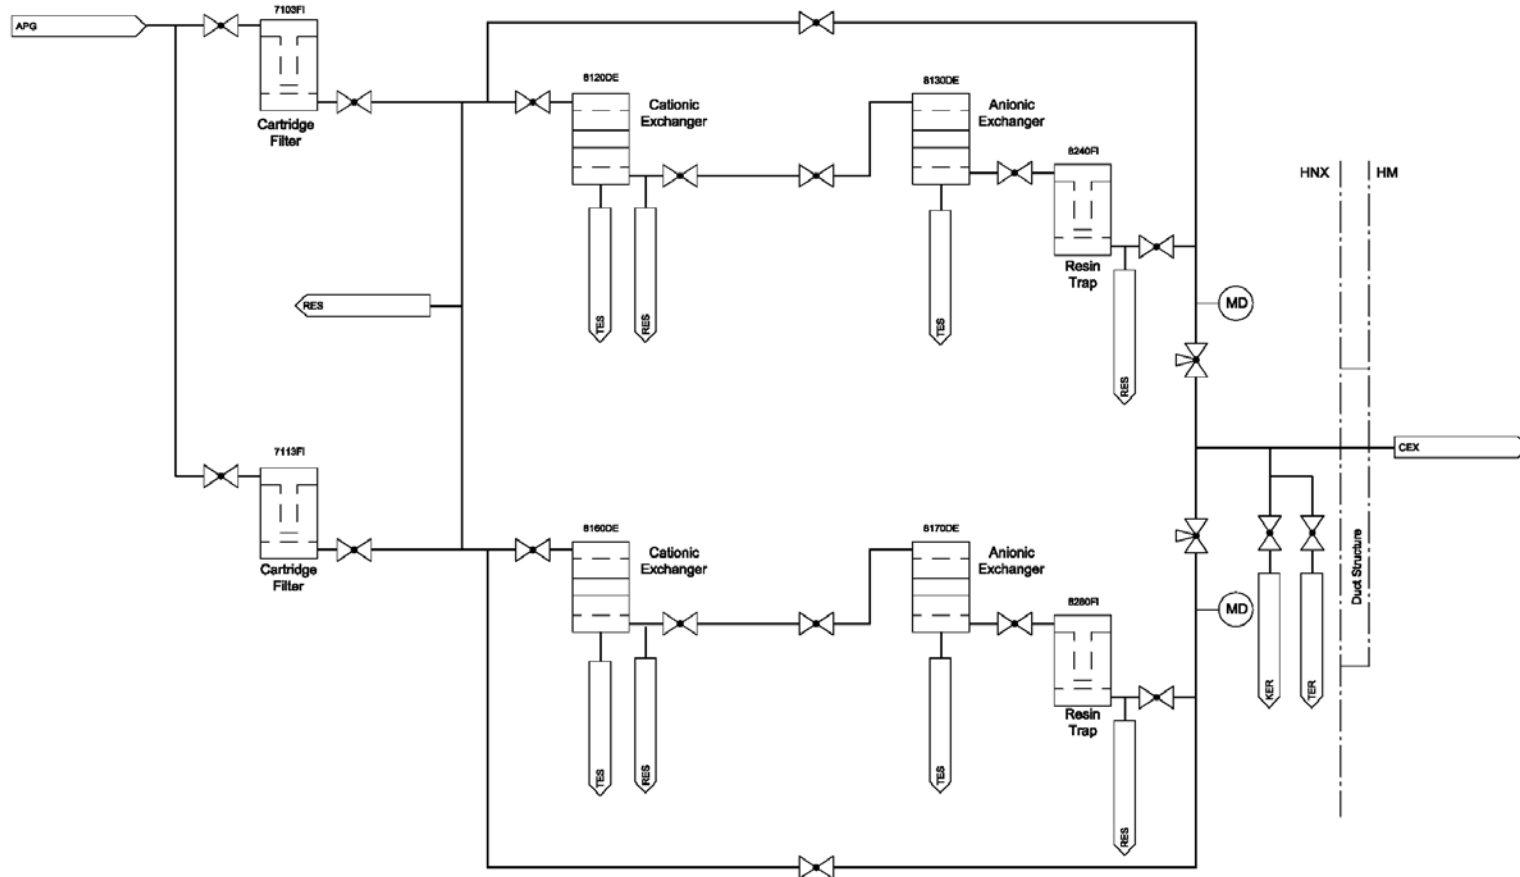 APG
7103FI
Cartridge
Filter
8120DE
Cationic
Exchanger
8130DE
Anionic
Exchanger
8240FI
Resin
Trap
HNX
HM
RES
TES
RES
TES
RES
MD
7113FI
Cartridge
Filter
CEX
8160DE
Cationic
Exchanger
8170DE
Anionic
Exchanger
8280FI
Resin
Trap
MD
KER
TER
Duct Structure
TES
RES
TES
RES